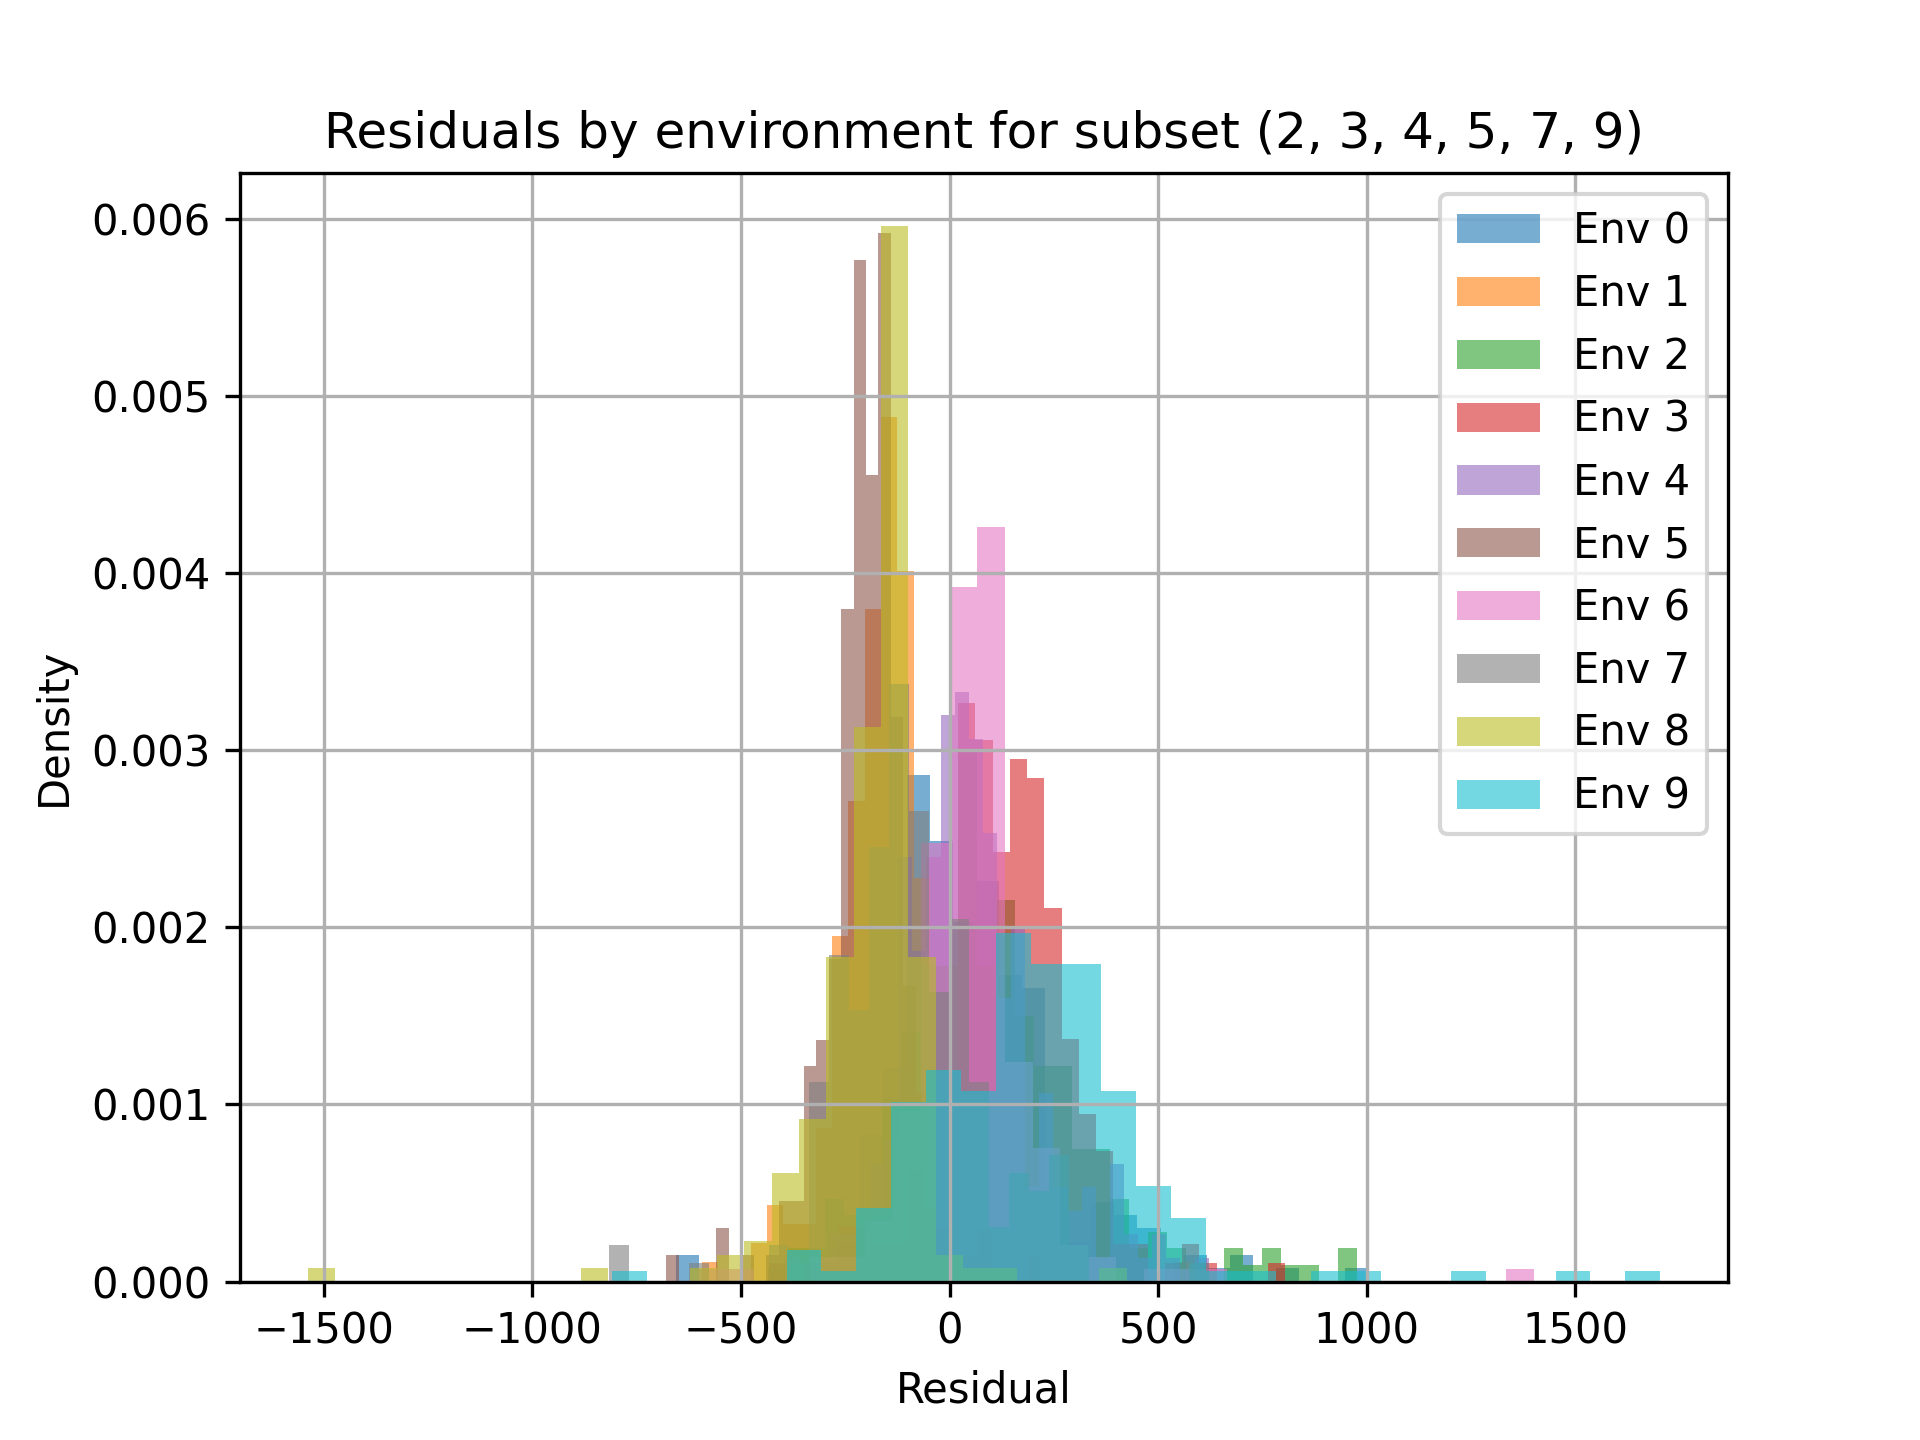 Residuals by environment for subset (2, 3, 4, 5, 7, 9)
0.006
0.005
0.004
0.003
0.002
0.001
0.000
Density
−1500
−1000
−500
0
500
1000
1500
Residual
Env 0
Env 1
Env 2
Env 3
Env 4
Env 5
Env 6
Env 7
Env 8
Env 9